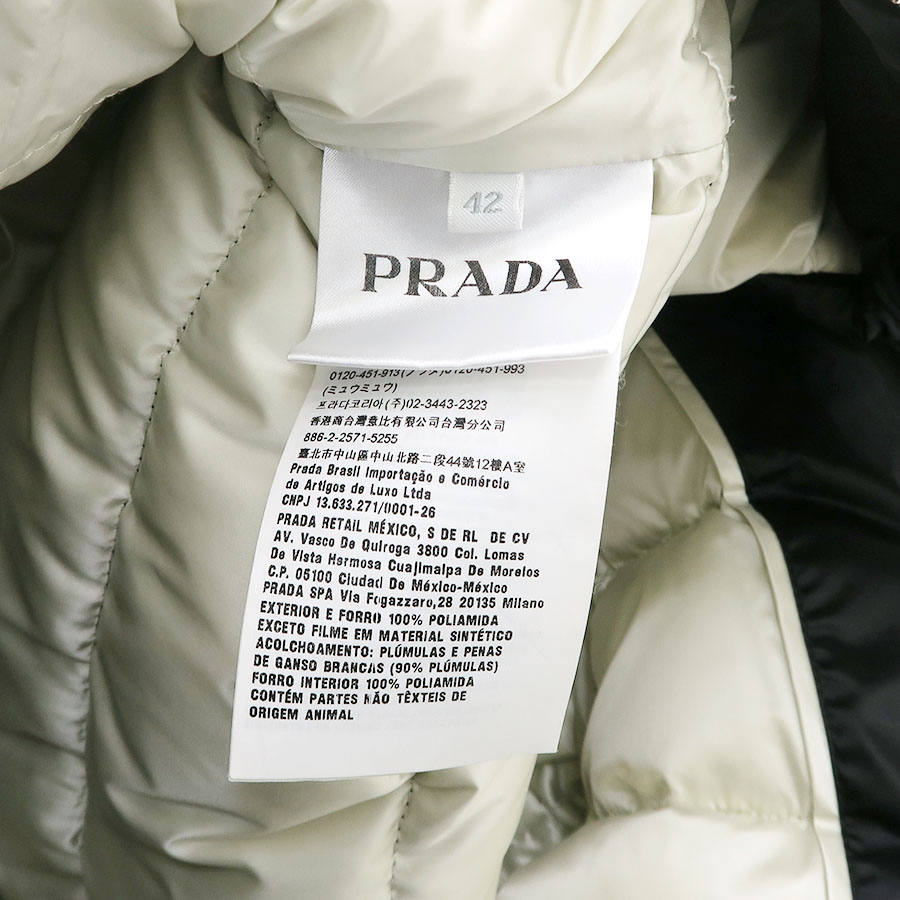 42
PRADA
0120-451-913(プラダ)0120-451-993
(ミュウミュウ)
프라다코리아(주)02-3443-2323
香港商台灣意比有限公司台灣分公司
886-2-2571-5255
臺北市中山區中山北路二段44號12樓A室
Prada Brasil Importação e Comércio
de Artigos de Luxo Ltda
CNPJ 13.633.271/0001-26
PRADA RETAIL MÉXICO, S DE RL DE CV
AV. Vasco De Quiroga 3800 Col. Lomas
De Vista Hermosa Cuajimalpa De Morelos
C.P. 05100 Ciudad De México-México
PRADA SPA Via Fogazzaro,28 20135 Milano
EXTERIOR E FORRO 100% POLIAMIDA
EXCETO FILME EM MATERIAL SINTÉTICO
ACOLCHOAMENTO: PLÚMULAS E PENAS
DE GANSO BRANCAS (90% PLÚMULAS)
FORRO INTERIOR 100% POLIAMIDA
CONTÉM PARTES NÃO TÊXTEIS DE
ORIGEM ANIMAL